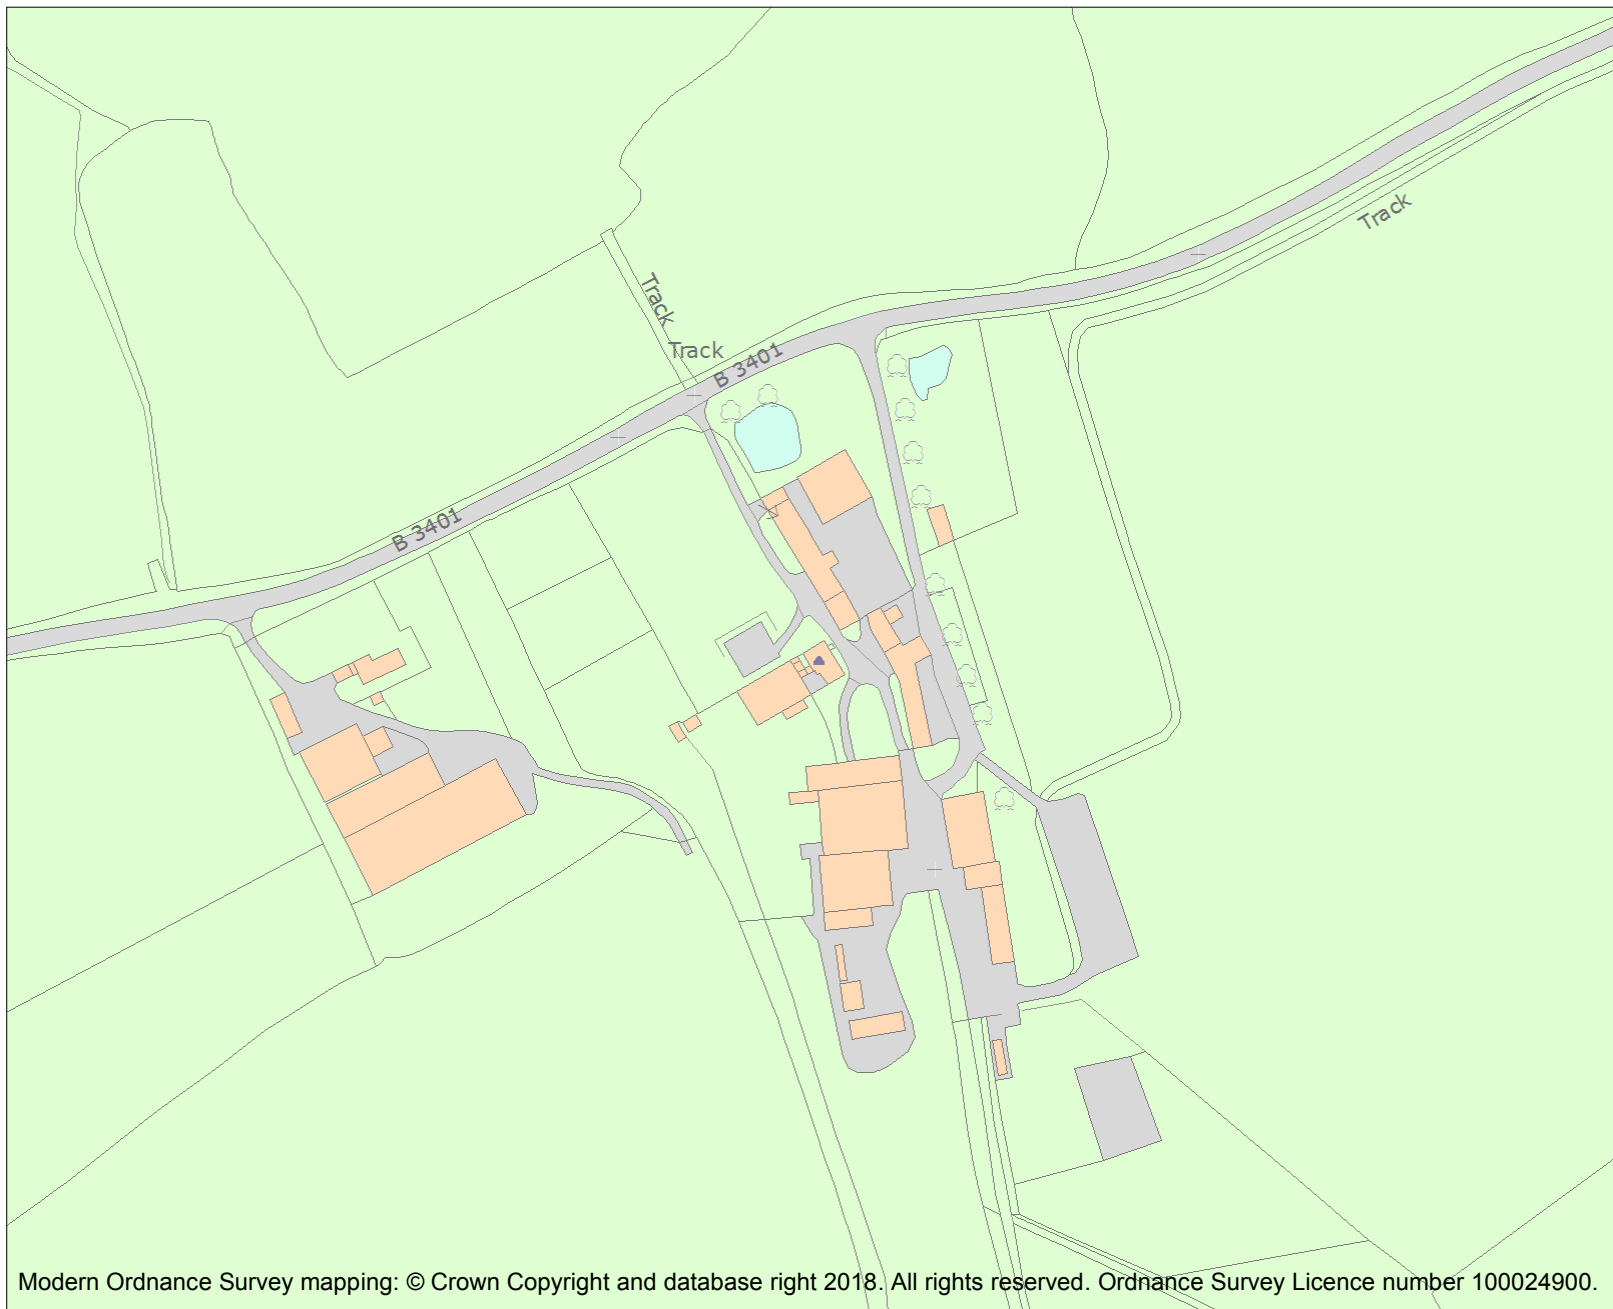 Track
Track
Track
B 3401
B 3401
Modern Ordnance Survey mapping: © Crown Copyright and database right 2018. All rights reserved. Ordnance Survey Licence number 100024900.